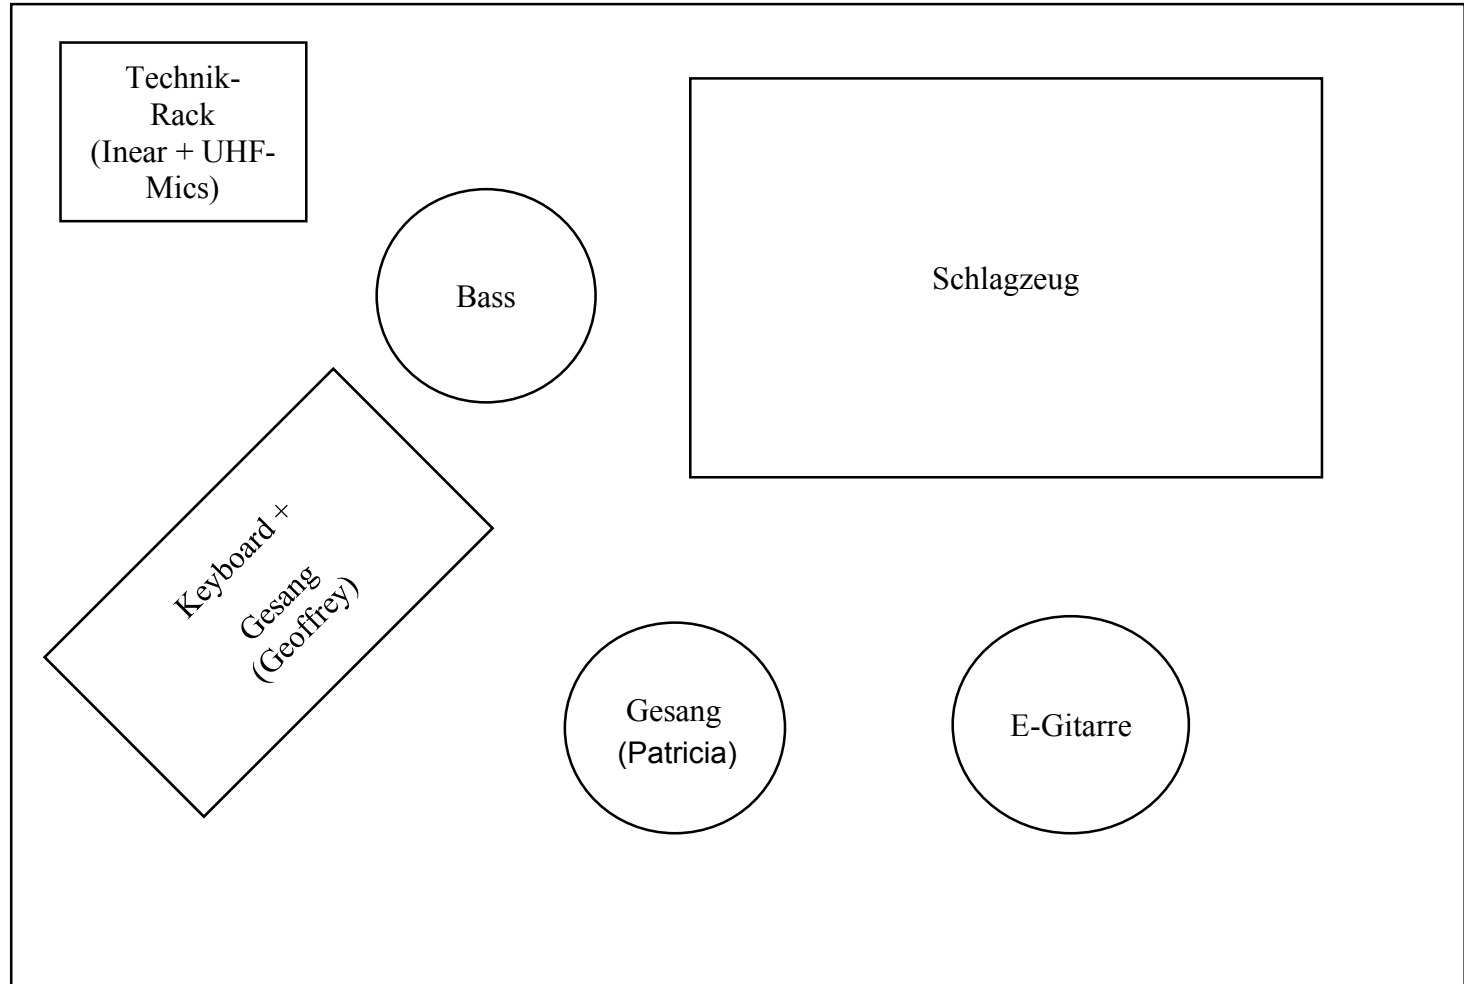 Technik-
Rack
(Inear + UHF-
Mics)
Schlagzeug
Bass
Keyboard +
Gesang
(Geoffrey)
Gesang
(Patricia)
E-Gitarre